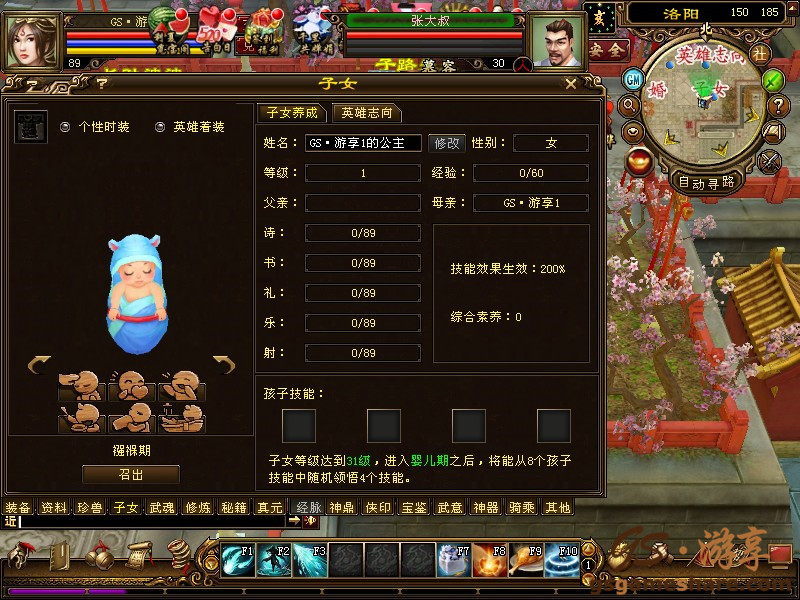 GS·游
张大叔
洛阳 150 185
北
亥
安全
89
子路慕容 30
子女
GM
英雄志向
社
婚
子女
自动寻路
个性时装
英雄着装
子女养成 英雄志向
姓名： GS·游享1的公主 修改 性别： 女
等级： 1 经验： 0/60
父亲： 母亲： GS·游享1
诗： 0/89
书： 0/89
礼： 0/89
乐： 0/89
射： 0/89
技能效果生效：200%
综合素养：0
孩子技能：
子女等级达到31级，进入婴儿期之后，将能从8个孩子
技能中随机领悟4个技能。
襁褓期
召出
装备 资料 珍兽 子女 武魂 修炼 秘籍 真元 经脉 神鼎 侠印 宝鉴 武意 神器 骑乘 其他
近
F1 F2 F3 F7 F8 F9 F10 1
GS·游享